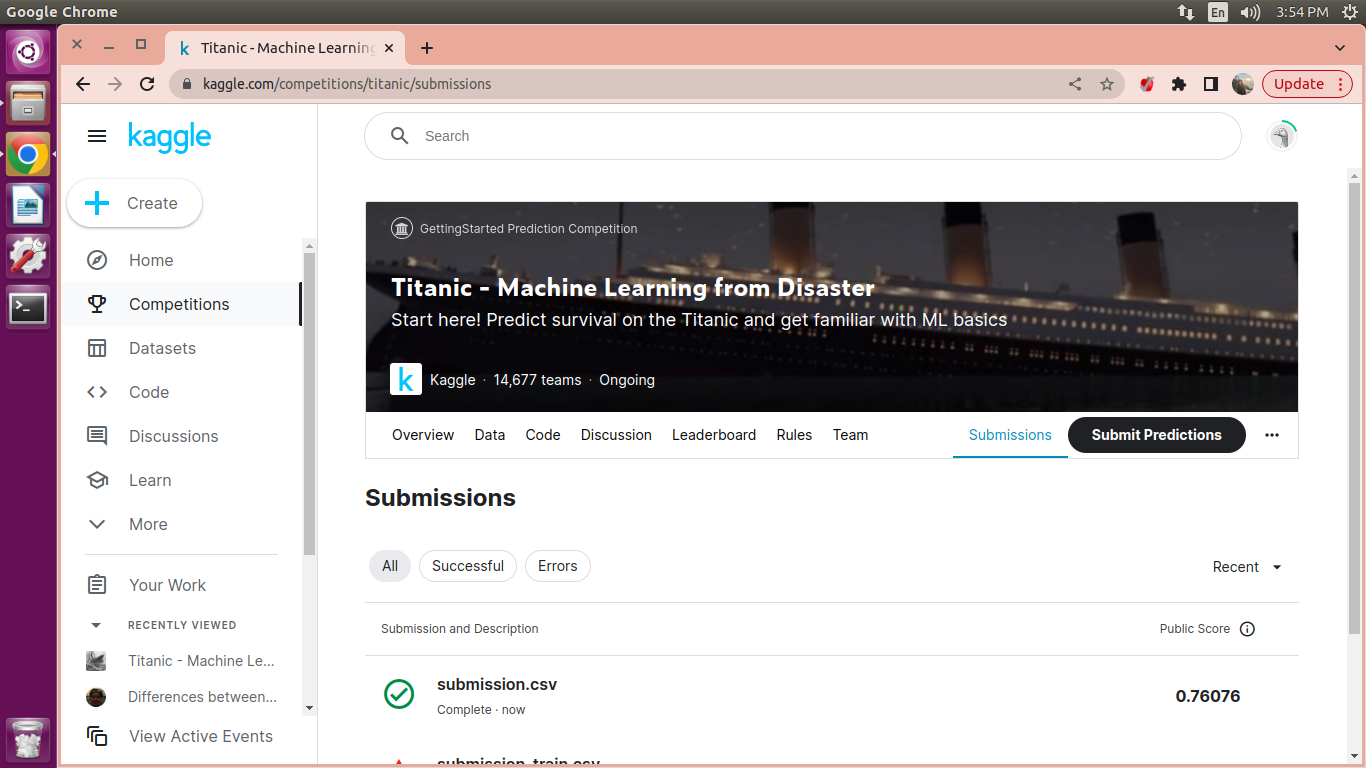 Google Chrome
En
3:54 PM
Titanic - Machine Learning
kaggle.com/competitions/titanic/submissions
Update
kaggle
Search
Create
Home
Competitions
Datasets
Code
Discussions
Learn
More
Your Work
RECENTLY VIEWED
Titanic - Machine Le...
Differences between...
View Active Events
GettingStarted Prediction Competition
Titanic - Machine Learning from Disaster
Start here! Predict survival on the Titanic and get familiar with ML basics
k
Kaggle · 14,677 teams · Ongoing
Overview Data Code Discussion Leaderboard Rules Team Submissions Submit Predictions
Submissions
All Successful Errors
Recent
Submission and Description Public Score
submission.csv
Complete · now
0.76076
submission_train.csv